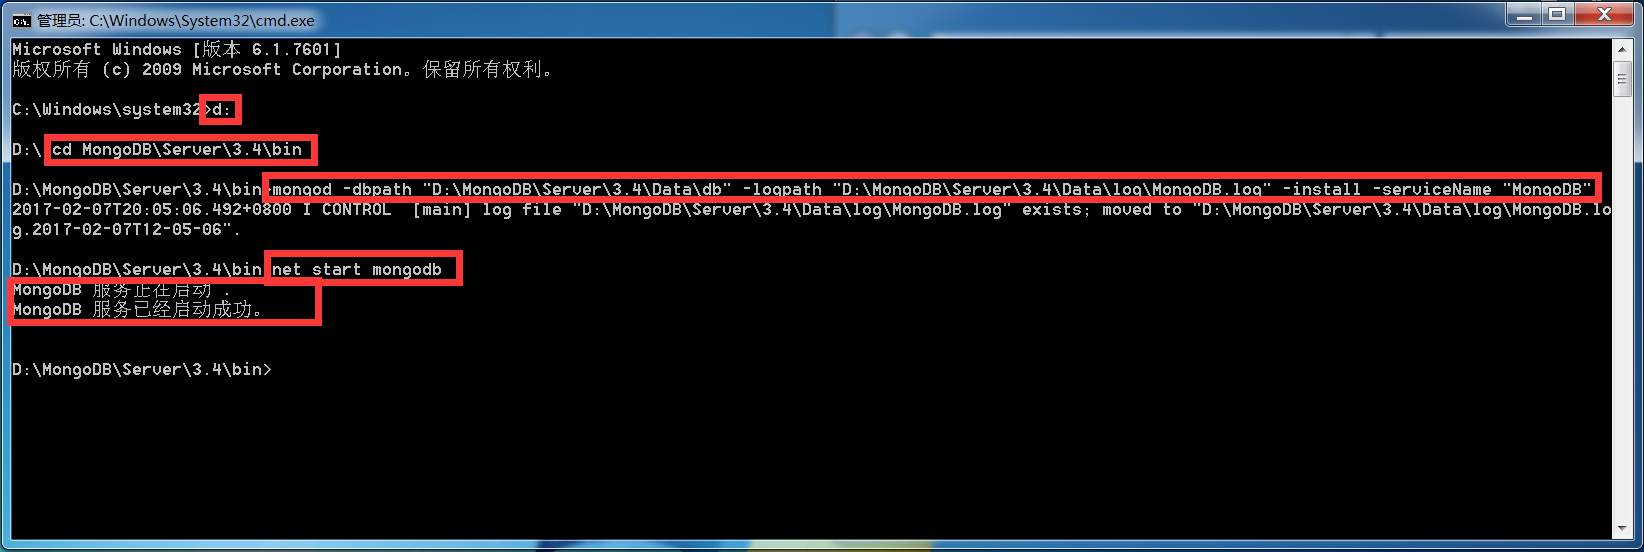 管理员: C:\Windows\System32\cmd.exe
Microsoft Windows [版本 6.1.7601]
版权所有 (c) 2009 Microsoft Corporation。保留所有权利。
C:\Windows\system32>d:
D:\>cd MongoDB\Server\3.4\bin
D:\MongoDB\Server\3.4\bin>mongod -dbpath "D:\MongoDB\Server\3.4\Data\db" -logpath "D:\MongoDB\Server\3.4\Data\log\MongoDB.log" -install -serviceName "MongoDB"
2017-02-07T20:05:06.492+0800 I CONTROL  [main] log file "D:\MongoDB\Server\3.4\Data\log\MongoDB.log" exists; moved to "D:\MongoDB\Server\3.4\Data\log\MongoDB.lo
g.2017-02-07T12-05-06".
D:\MongoDB\Server\3.4\bin>net start mongodb
MongoDB 服务正在启动 .
MongoDB 服务已经启动成功。
D:\MongoDB\Server\3.4\bin>